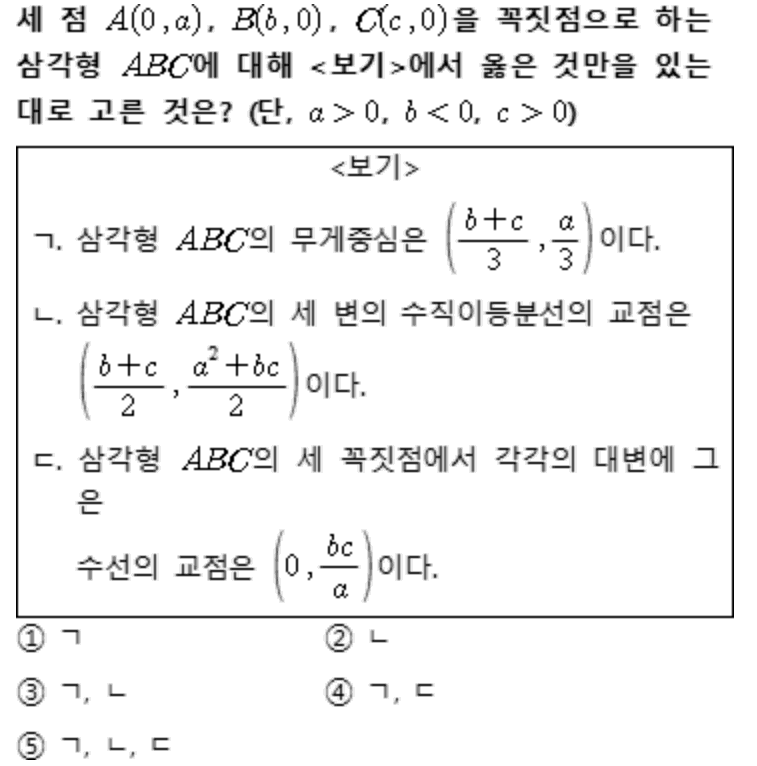 세 점 A(0, a), B(b, 0), C(c, 0)을 꼭짓점으로 하는
삼각형 ABC에 대해 <보기>에서 옳은 것만을 있는
대로 고른 것은? (단, a > 0, b < 0, c > 0)
<보기>
ㄱ. 삼각형 ABC의 무게중심은 ((b+c)/3, a/3)이다.
ㄴ. 삼각형 ABC의 세 변의 수직이등분선의 교점은
((b+c)/2, (a²+bc)/2)이다.
ㄷ. 삼각형 ABC의 세 꼭짓점에서 각각의 대변에 그
은
수선의 교점은 (0, bc/a)이다.
① ㄱ ② ㄴ
③ ㄱ, ㄴ ④ ㄱ, ㄷ
⑤ ㄱ, ㄴ, ㄷ